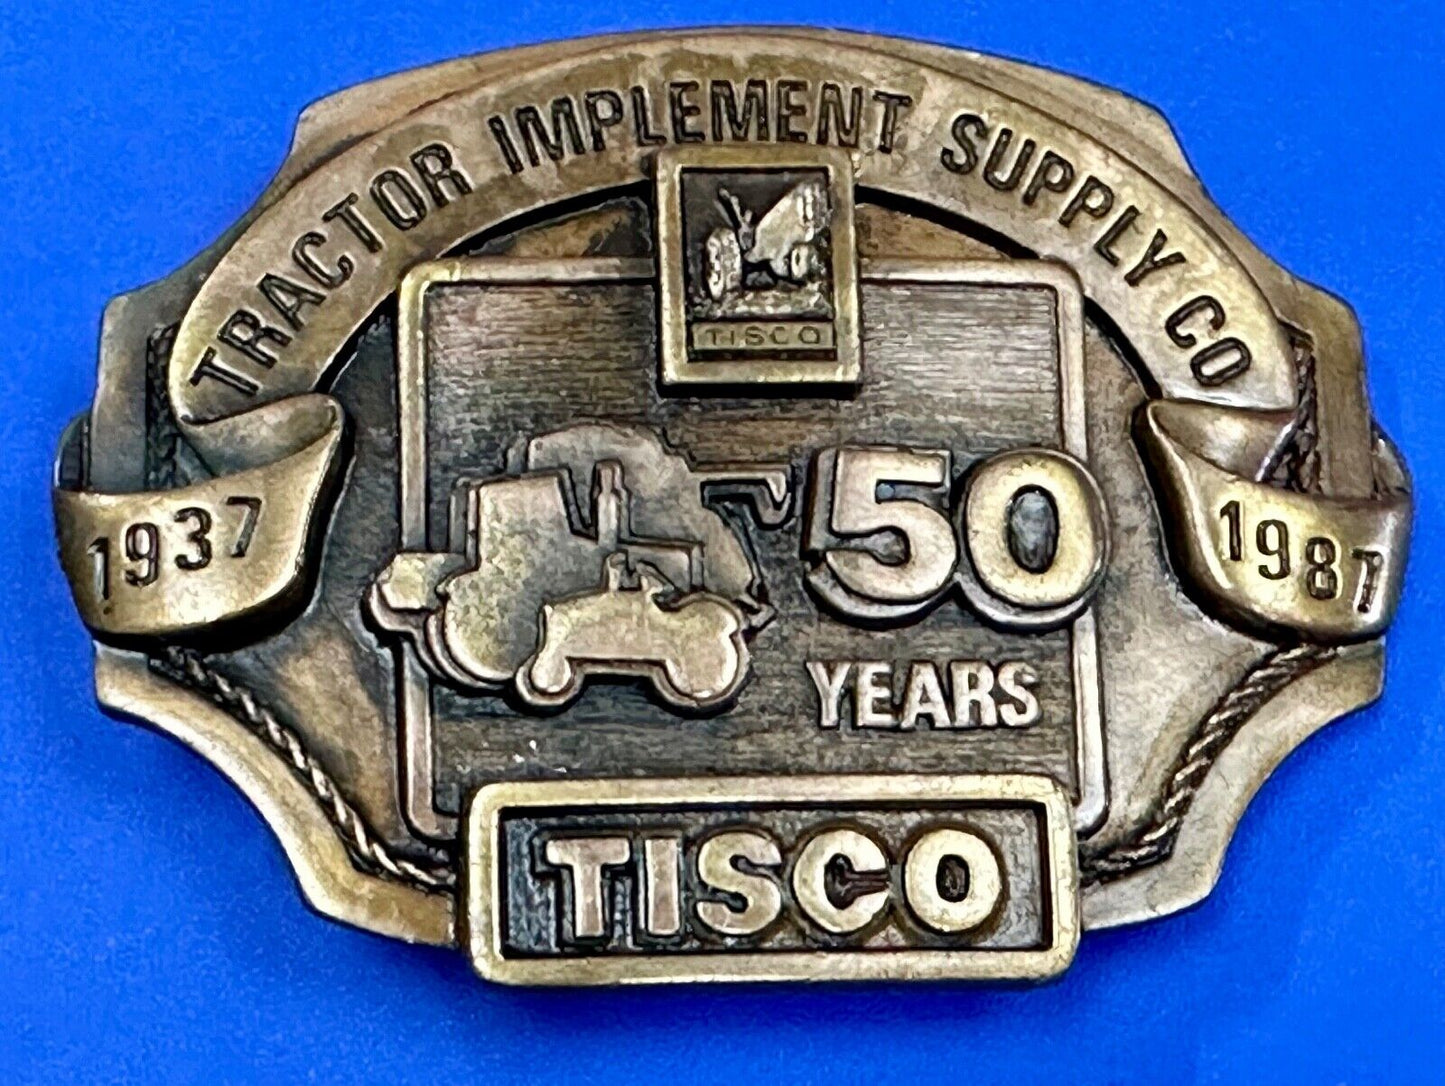 TRACTOR IMPLEMENT SUPPLY CO
TISCO
1937
50
1987
YEARS
TISCO